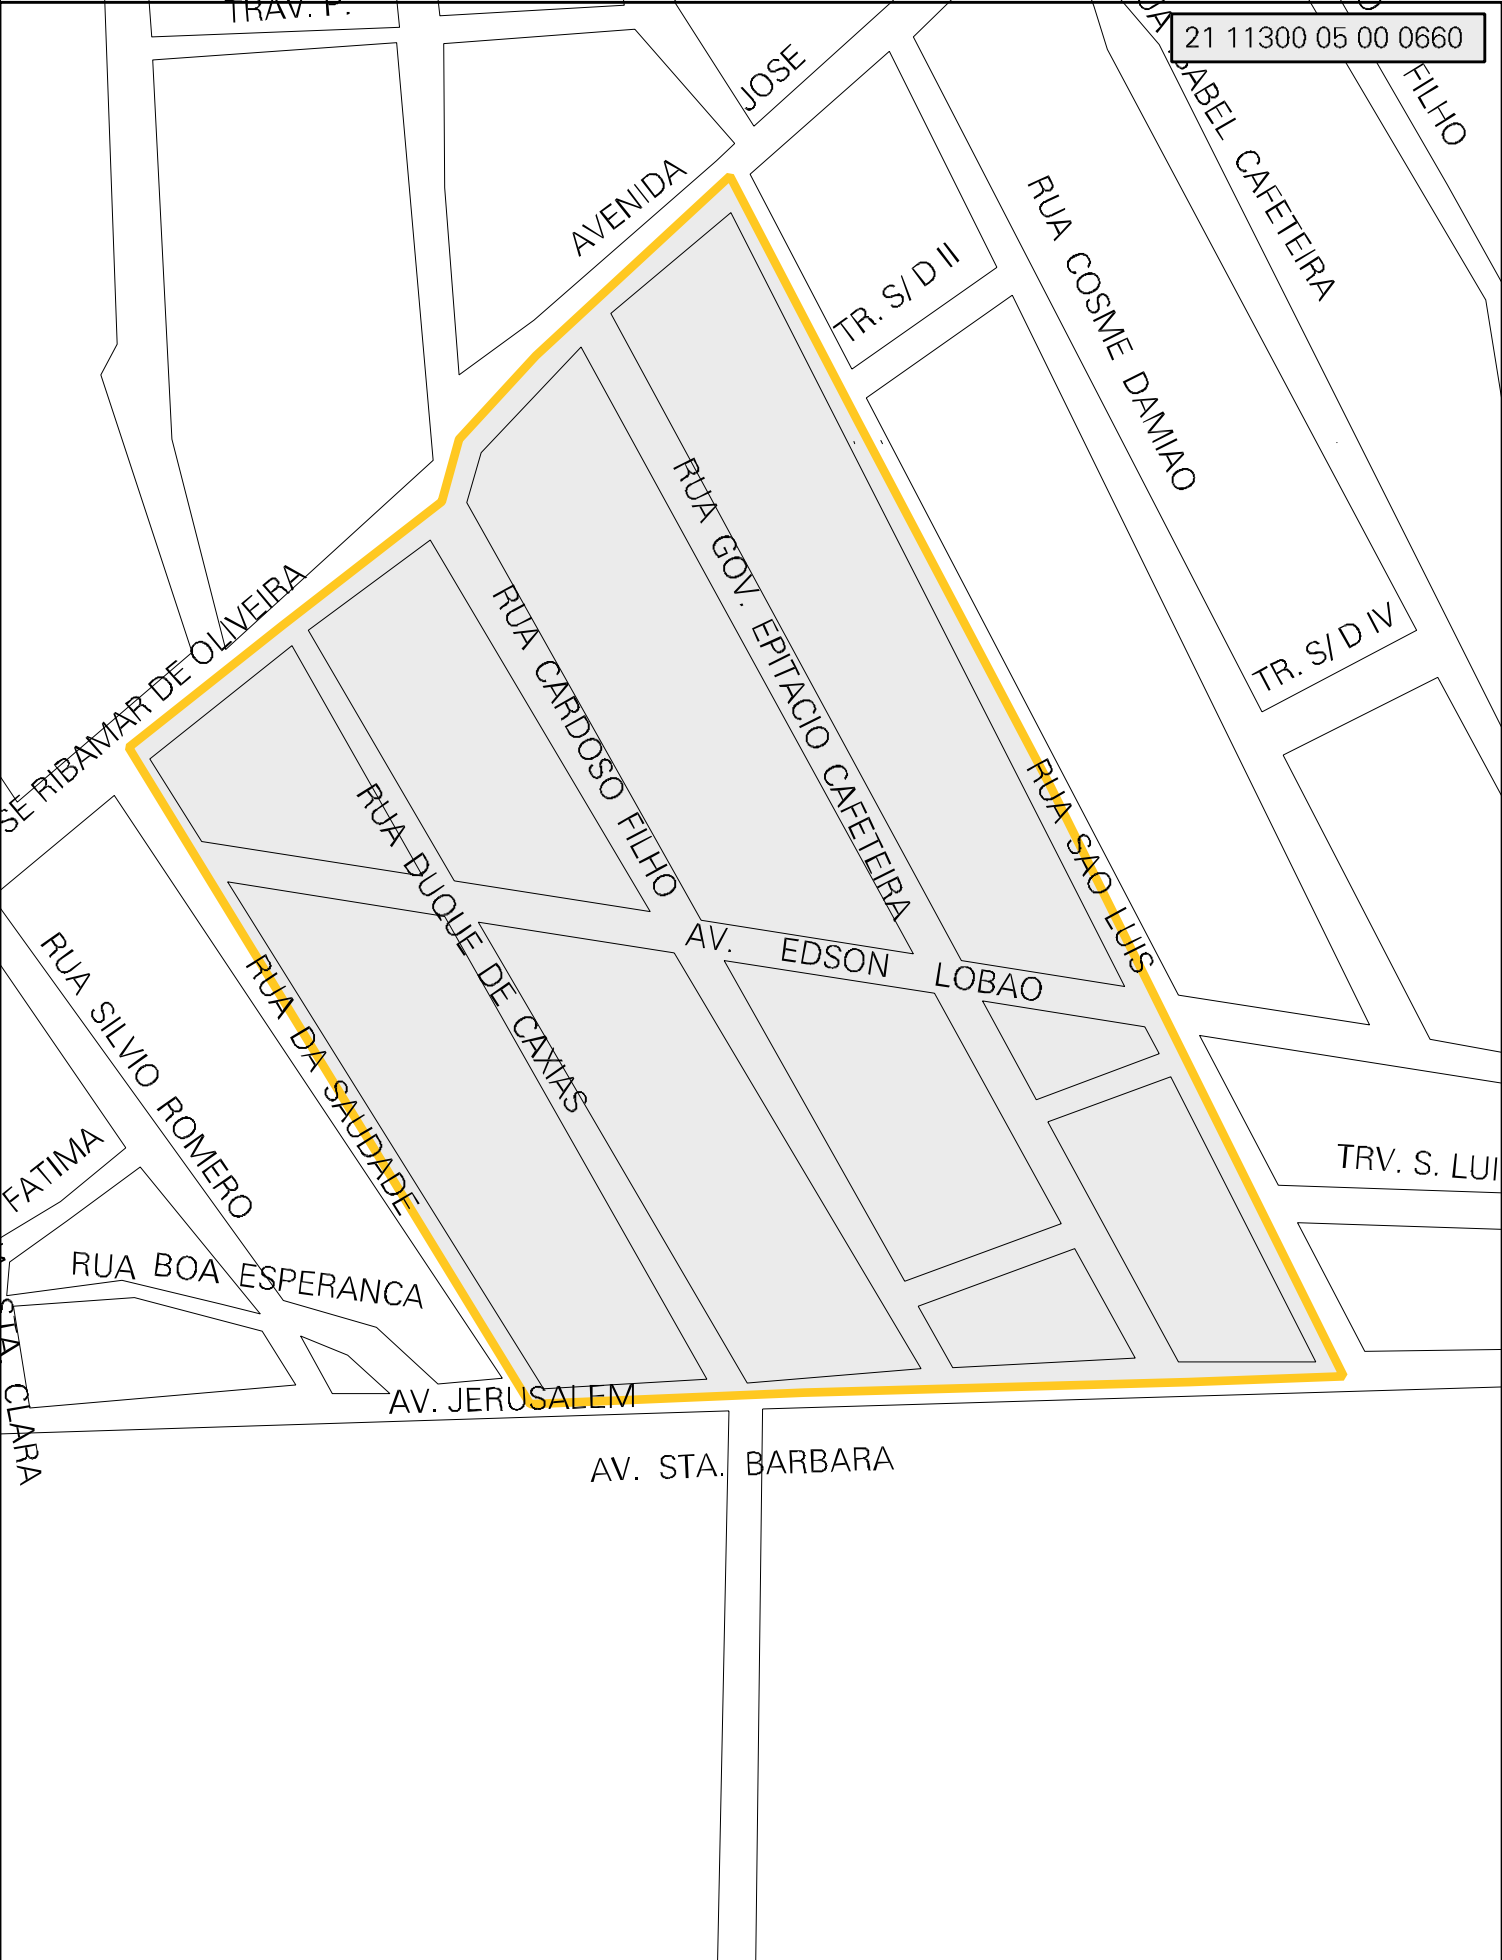 TRAV. P.
21 11300 05 00 0660
JOSE
FILHO
ISABEL CAFETEIRA
AVENIDA
RUA COSME DAMIAO
TR. S/ D II
RUA GOV. EPITACIO CAFETEIRA
SE RIBAMAR DE OLIVEIRA
RUA CARDOSO FILHO
TR. S/ D IV
RUA SAO LUIS
RUA DUQUE DE CAXIAS
AV. EDSON LOBAO
RUA SILVIO ROMERO
RUA DA SAUDADE
FATIMA
TRV. S. LUI
RUA BOA ESPERANCA
STA. CLARA
AV. JERUSALEM
AV. STA. BARBARA